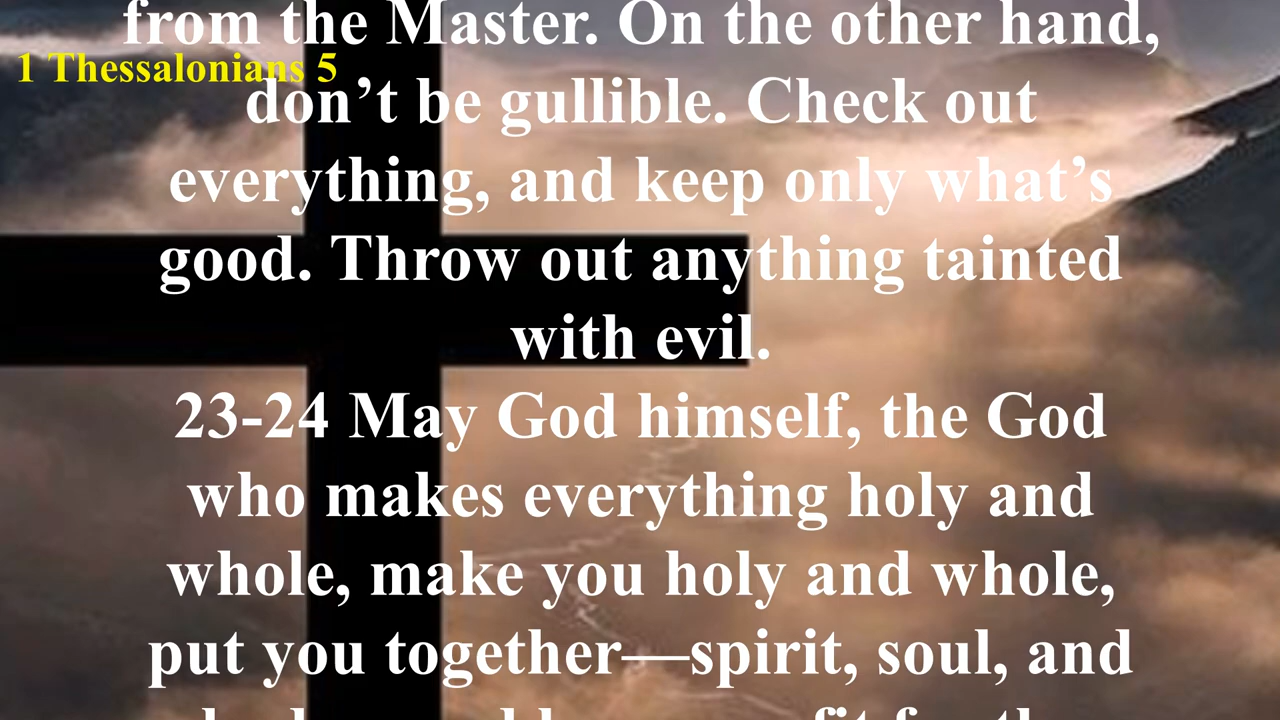 from the Master. On the other hand,
1 Thessalonians 5
don’t be gullible. Check out
everything, and keep only what’s
good. Throw out anything tainted
with evil.
23-24 May God himself, the God
who makes everything holy and
whole, make you holy and whole,
put you together—spirit, soul, and